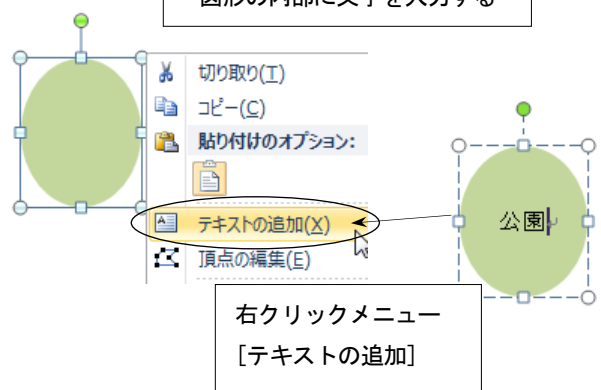 図形の内部に文字を入力する
切り取り(T)
コピー(C)
貼り付けのオプション:
テキストの追加(X)
頂点の編集(E)
公園
右クリックメニュー
[テキストの追加]